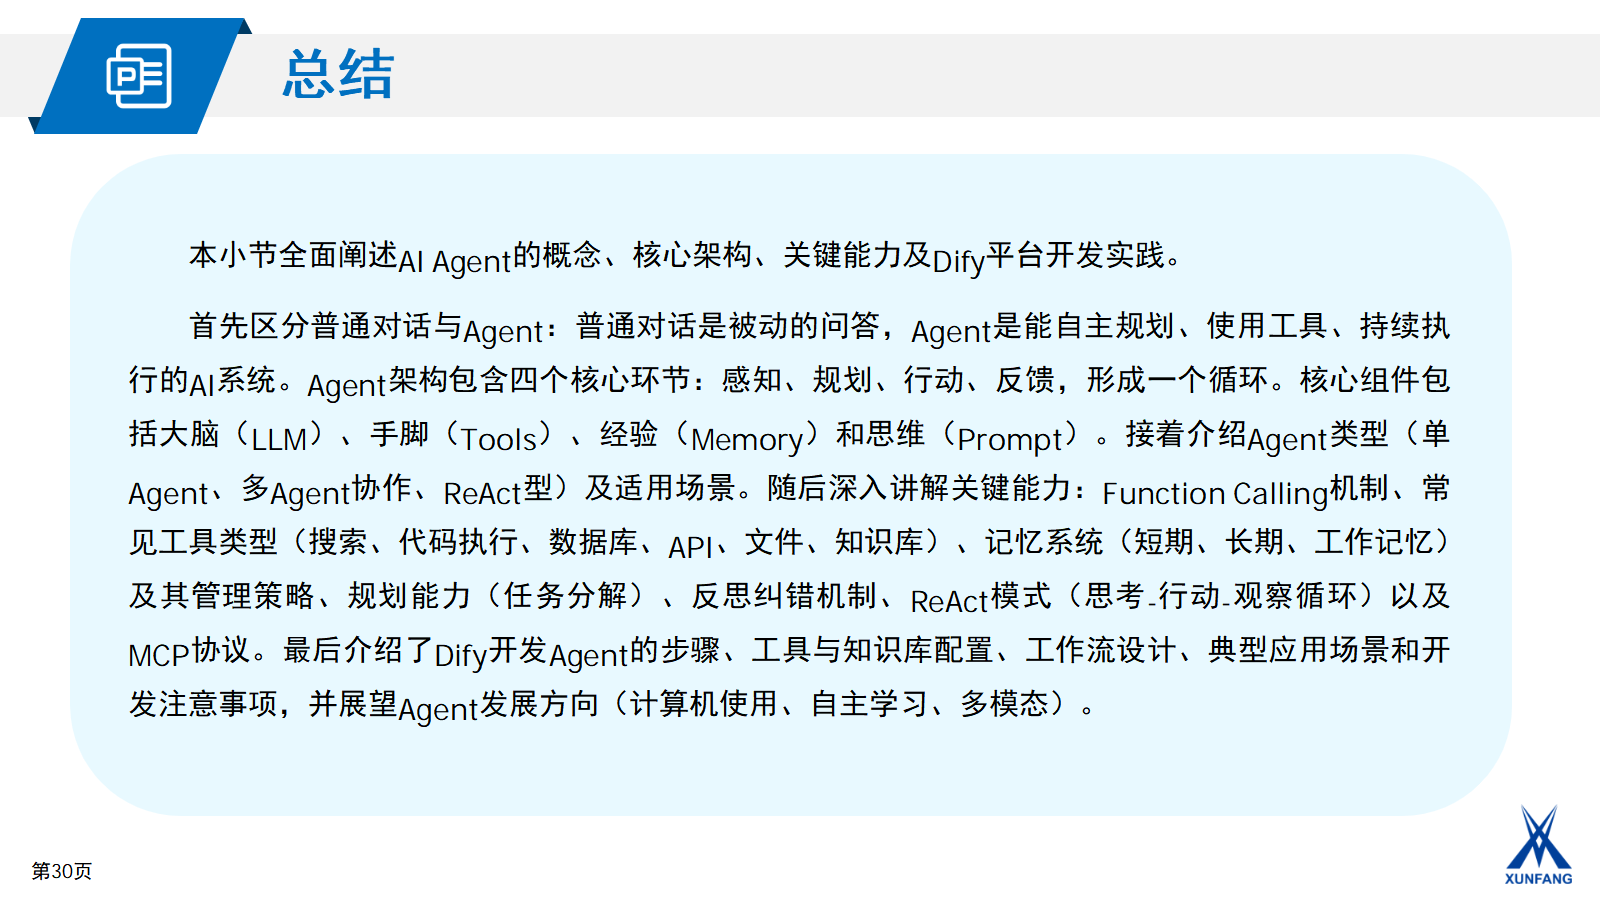 总结
本小节全面阐述AI Agent的概念、核心架构、关键能力及Dify平台开发实践。
首先区分普通对话与Agent：普通对话是被动的问答，Agent是能自主规划、使用工具、持续执
行的AI系统。Agent架构包含四个核心环节：感知、规划、行动、反馈，形成一个循环。核心组件包
括大脑（LLM）、手脚（Tools）、经验（Memory）和思维（Prompt）。接着介绍Agent类型（单
Agent、多Agent协作、ReAct型）及适用场景。随后深入讲解关键能力：Function Calling机制、常
见工具类型（搜索、代码执行、数据库、API、文件、知识库）、记忆系统（短期、长期、工作记忆）
及其管理策略、规划能力（任务分解）、反思纠错机制、ReAct模式（思考-行动-观察循环）以及
MCP协议。最后介绍了Dify开发Agent的步骤、工具与知识库配置、工作流设计、典型应用场景和开
发注意事项，并展望Agent发展方向（计算机使用、自主学习、多模态）。
第30页
XUNFANG